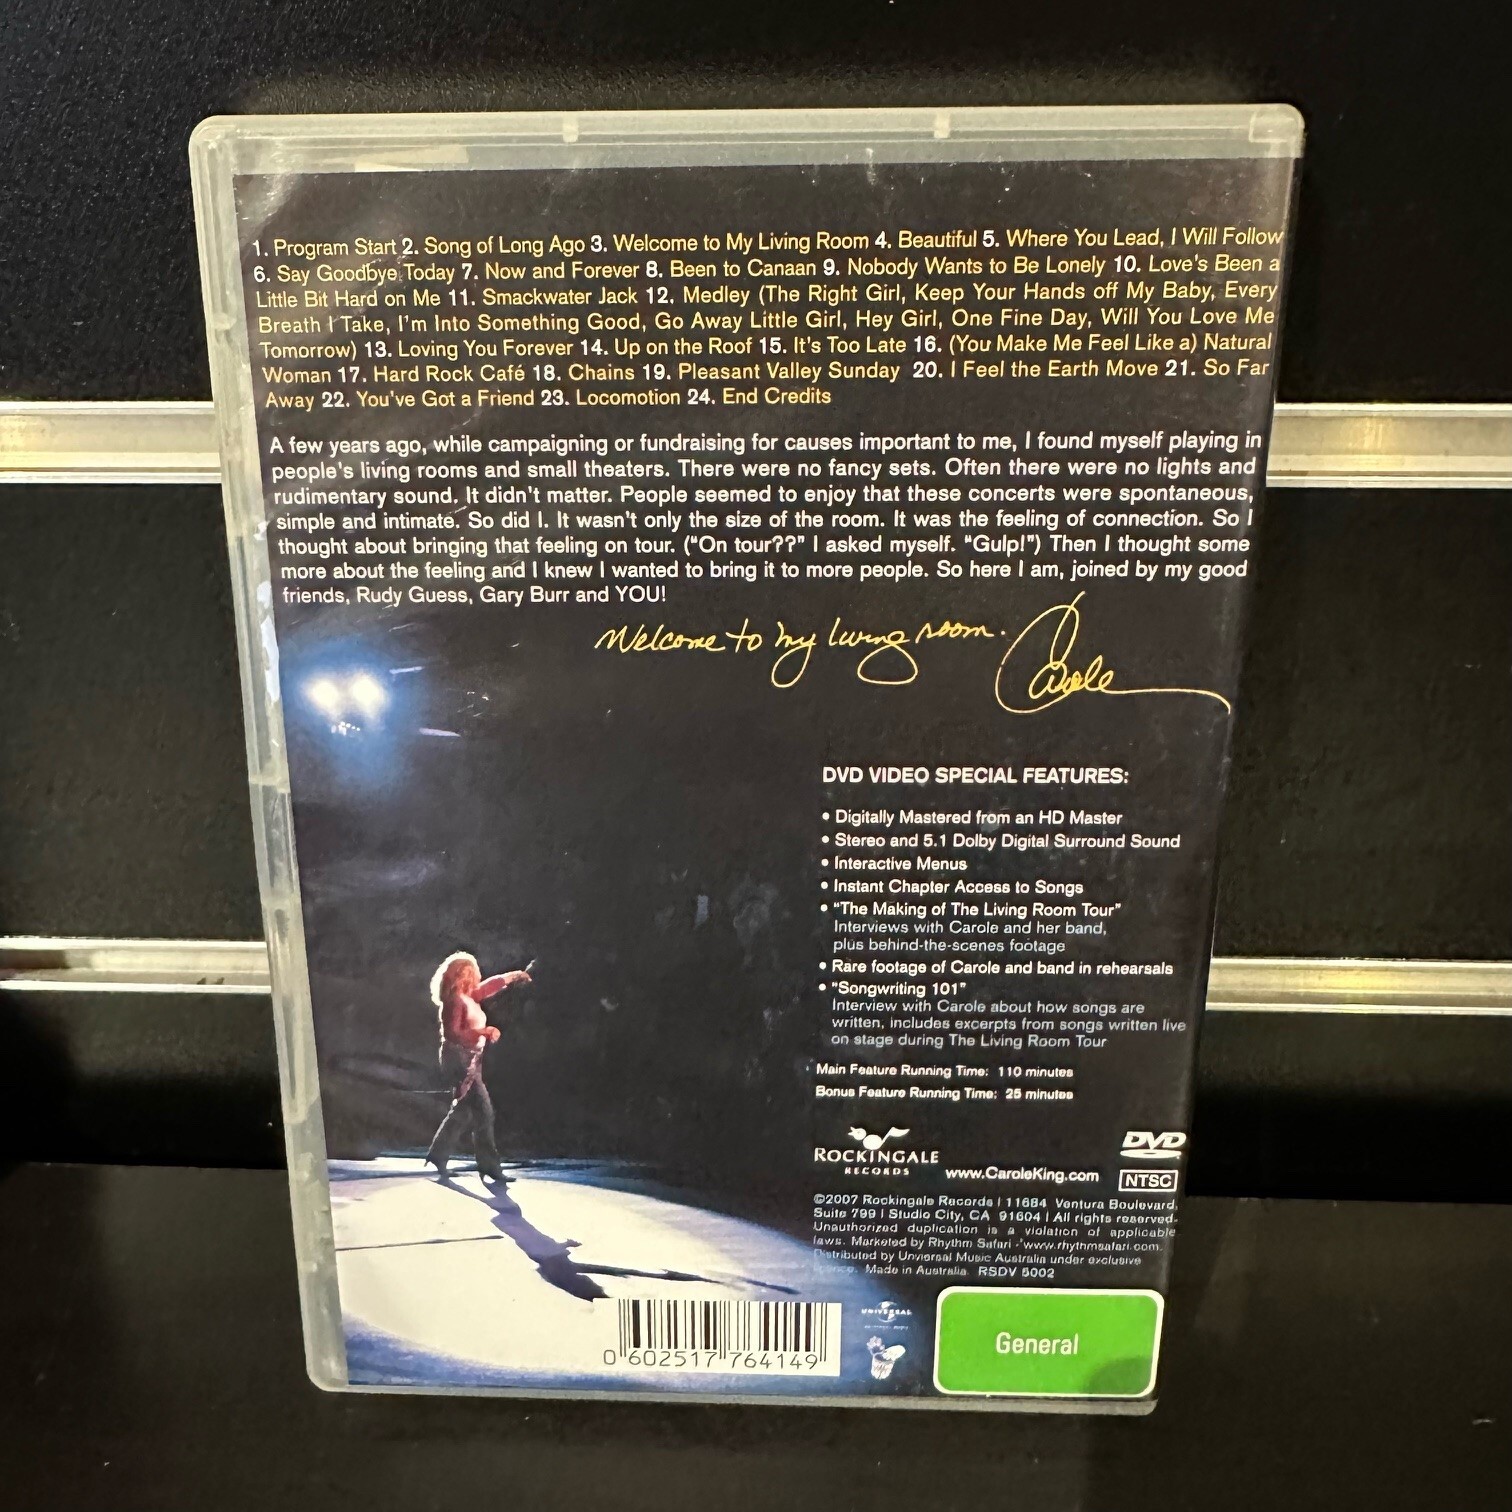 1. Program Start 2. Song of Long Ago 3. Welcome to My Living Room 4. Beautiful 5. Where You Lead, I Will Follow
6. Say Goodbye Today 7. Now and Forever 8. Been to Canaan 9. Nobody Wants to Be Lonely 10. Love's Been a
Little Bit Hard on Me 11. Smackwater Jack 12. Medley (The Right Girl, Keep Your Hands off My Baby, Every
Breath I Take, I'm Into Something Good, Go Away Little Girl, Hey Girl, One Fine Day, Will You Love Me
Tomorrow) 13. Loving You Forever 14. Up on the Roof 15. It's Too Late 16. (You Make Me Feel Like a) Natural
Woman 17. Hard Rock Café 18. Chains 19. Pleasant Valley Sunday 20. I Feel the Earth Move 21. So Far
Away 22. You've Got a Friend 23. Locomotion 24. End Credits
A few years ago, while campaigning or fundraising for causes important to me, I found myself playing in
people's living rooms and small theaters. There were no fancy sets. Often there were no lights and
rudimentary sound. It didn't matter. People seemed to enjoy that these concerts were spontaneous,
simple and intimate. So did I. It wasn't only the size of the room. It was the feeling of connection. So I
thought about bringing that feeling on tour. ("On tour??" I asked myself. "Gulp!") Then I thought some
more about the feeling and I knew I wanted to bring it to more people. So here I am, joined by my good
friends, Rudy Guess, Gary Burr and YOU!
Welcome to my living room. Carole
DVD VIDEO SPECIAL FEATURES:
• Digitally Mastered from an HD Master
• Stereo and 5.1 Dolby Digital Surround Sound
• Interactive Menus
• Instant Chapter Access to Songs
• "The Making of The Living Room Tour"
Interviews with Carole and her band,
plus behind-the-scenes footage
• Rare footage of Carole and band in rehearsals
• "Songwriting 101"
Interview with Carole about how songs are
written, includes excerpts from songs written live
on stage during The Living Room Tour
Main Feature Running Time: 110 minutes
Bonus Feature Running Time: 25 minutes
ROCKINGALE
RECORDS
www.CaroleKing.com
DVD
VIDEO
NTSC
©2007 Rockingale Records | 11684 Ventura Boulevard,
Suite 799 | Studio City, CA 91604 | All rights reserved.
Unauthorized duplication is a violation of applicable
laws. Marketed by Rhythm Safari - www.rhythmsafari.com.
Distributed by Unviersal Music Australia under exclusive
licence. Made in Australia RSDV 5002
UNIVERSAL
0 602517 764149
General